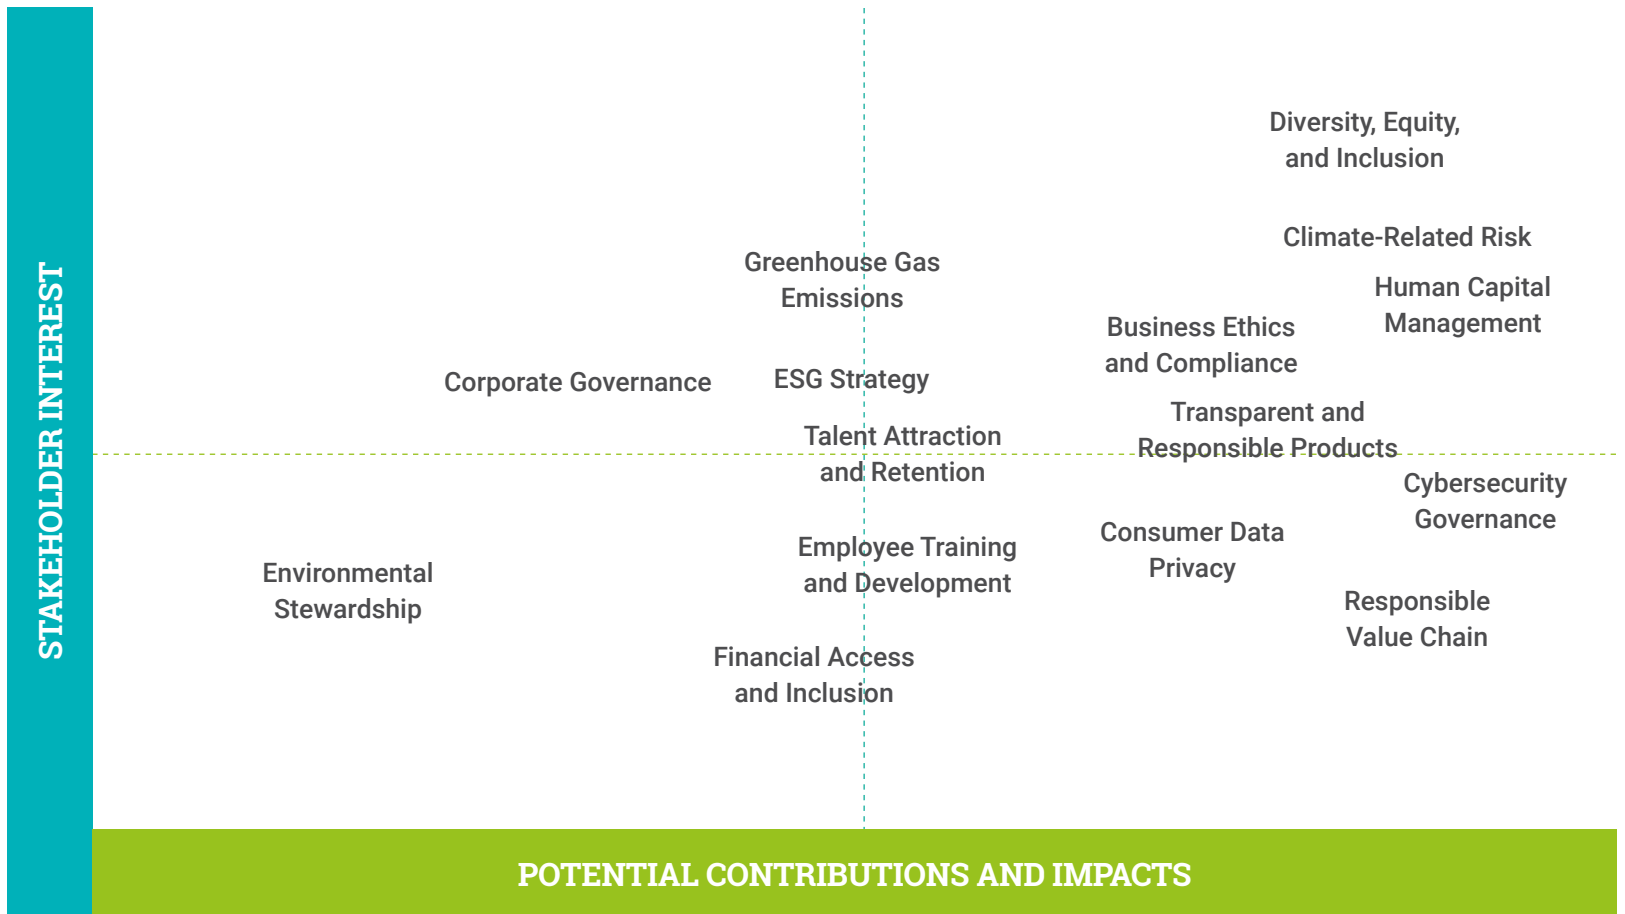 STAKEHOLDER INTEREST
Diversity, Equity,
and Inclusion
Climate-Related Risk
Greenhouse Gas
Emissions
Human Capital
Management
Business Ethics
and Compliance
Corporate Governance
ESG Strategy
Transparent and
Responsible Products
Talent Attraction
and Retention
Cybersecurity
Governance
Consumer Data
Privacy
Employee Training
and Development
Environmental
Stewardship
Responsible
Value Chain
Financial Access
and Inclusion
POTENTIAL CONTRIBUTIONS AND IMPACTS